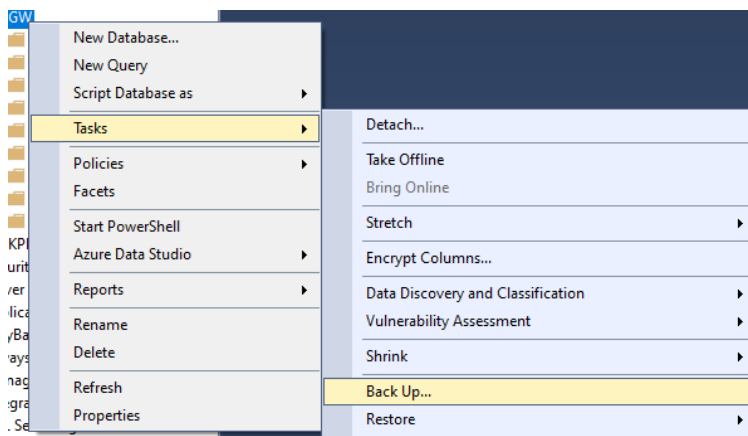 GW
New Database...
New Query
Script Database as
Tasks
Policies
Facets
Start PowerShell
Azure Data Studio
Reports
Rename
Delete
Refresh
Properties
Detach...
Take Offline
Bring Online
Stretch
Encrypt Columns...
Data Discovery and Classification
Vulnerability Assessment
Shrink
Back Up...
Restore